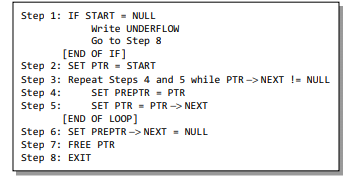 Step 1: IF START = NULL
Write UNDERFLOW
Go to Step 8
[END OF IF]
Step 2: SET PTR = START
Step 3: Repeat Steps 4 and 5 while PTR->NEXT != NULL
Step 4: SET PREPTR = PTR
Step 5: SET PTR = PTR->NEXT
[END OF LOOP]
Step 6: SET PREPTR->NEXT = NULL
Step 7: FREE PTR
Step 8: EXIT